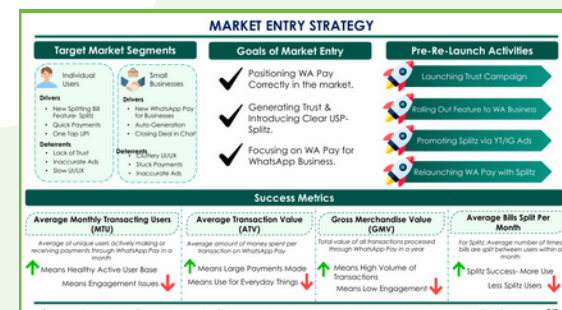 MARKET ENTRY STRATEGY
Target Market Segments
Individual
Users
Drivers
• New Splitting Bill
Feature- Splitz
• Quick Payments
• One Tap UPI
Deterrents
• Lack of Trust
• Inaccurate Ads
• Slow UI/UX
Small
Businesses
Drivers
• New WhatsApp Pay
for Businesses
• Auto-Generation
• Closing Deal in Chat
Deterrents
• Cluttery UI/UX
• Stuck Payments
• Inaccurate Ads
Goals of Market Entry
Positioning WA Pay
Correctly in the market.
Generating Trust &
Introducing Clear USP-
Splitz.
Focusing on WA Pay for
WhatsApp Business.
Pre-Re-Launch Activities
Launching Trust Campaign
Rolling Out Feature to WA Business
Promoting Splitz via YT/IG Ads
Relaunching WA Pay with Splitz
Success Metrics
Average Monthly Transacting Users
(MTU)
Average of unique users actively making or
receiving payments through WhatsApp Pay in a
month
Means Healthy Active User Base
Means Engagement Issues
Average Transaction Value
(ATV)
Average amount of money spent per
transaction on WhatsApp Pay
Means Large Payments Made
Means Use for Everyday Things
Gross Merchandise Value
(GMV)
Total value of all transactions processed
through WhatsApp Pay in a year
Means High Volume of
Transactions
Means Low Engagement
Average Bills Split Per
Month
For Splitz: Average number of times
bills are split between users within a
month
Splitz Success- More Use
Less Splitz Users